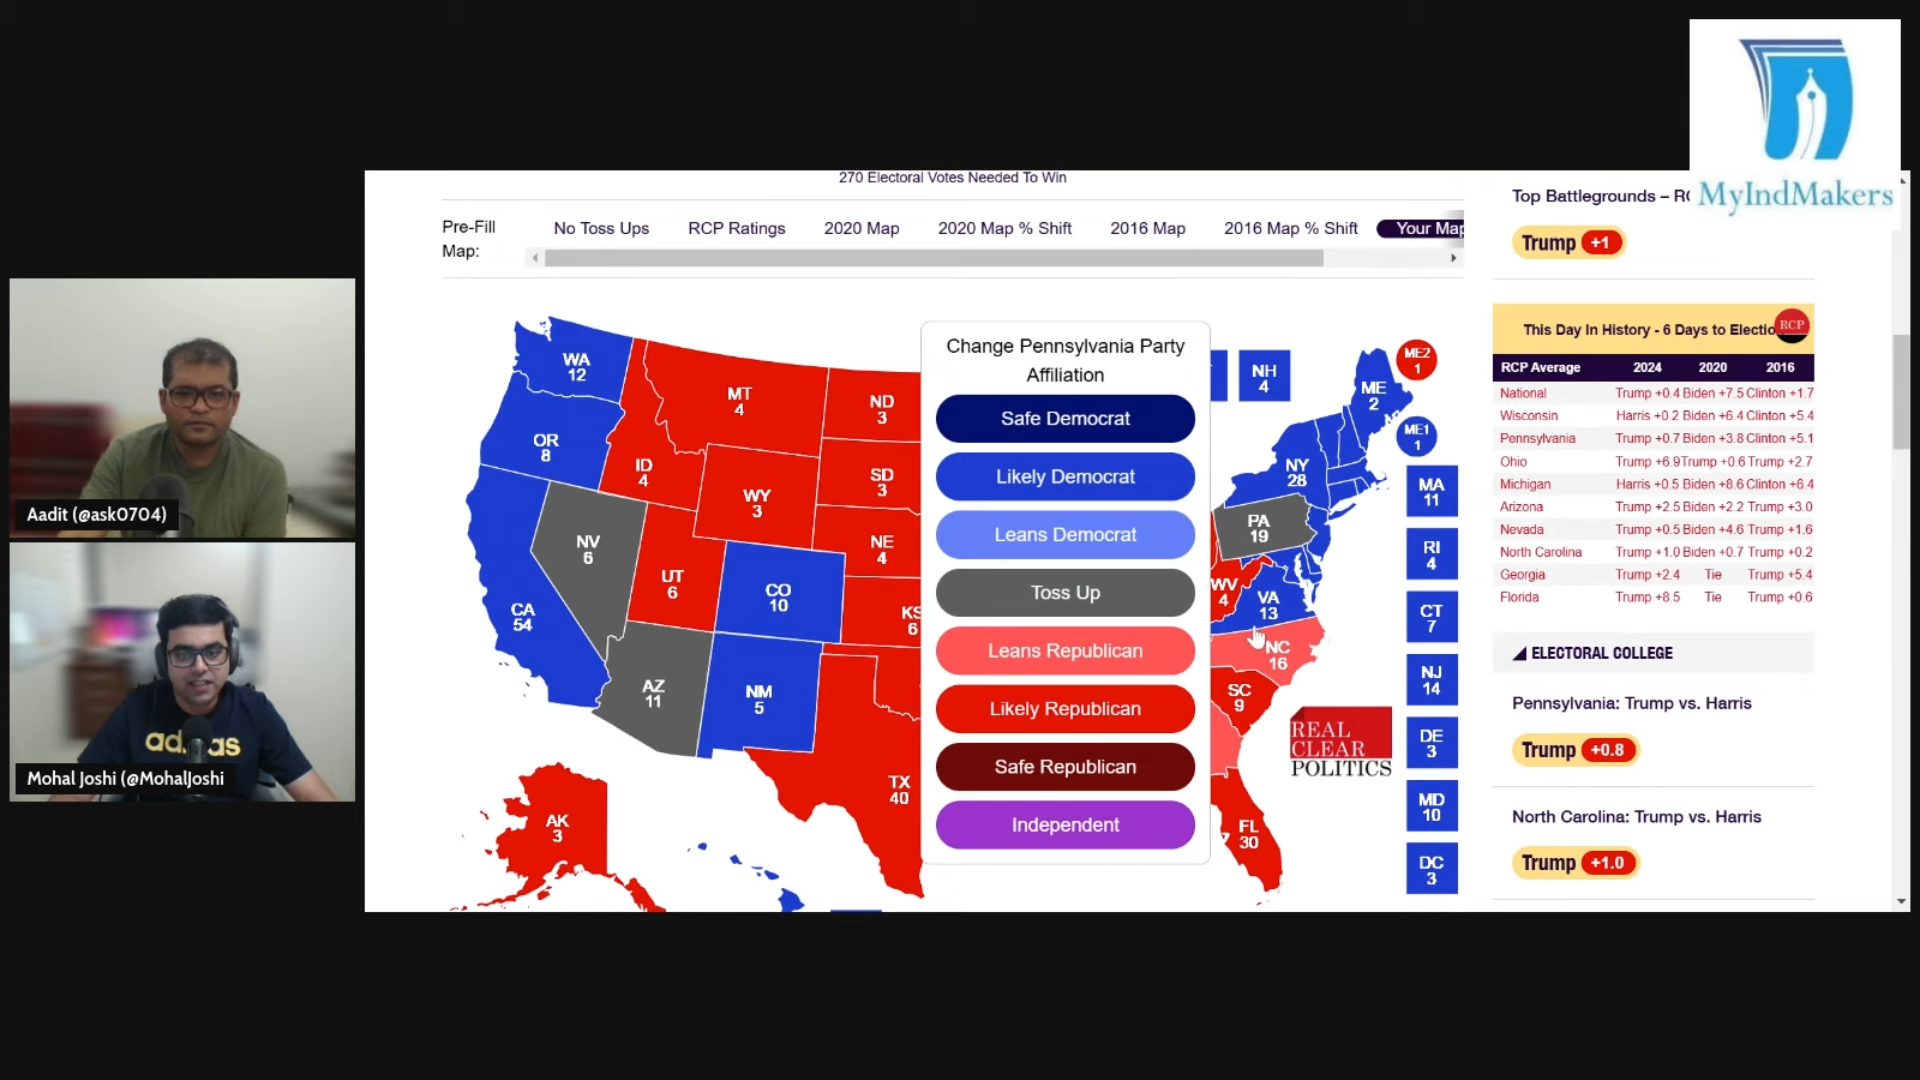 MyIndMakers
270 Electoral Votes Needed To Win
Pre-Fill
Map:
No Toss Ups
RCP Ratings
2020 Map
2020 Map % Shift
2016 Map
2016 Map % Shift
Your Map
Top Battlegrounds – RC
Trump +1
This Day In History - 6 Days to Electio
RCP
RCP Average 2024 2020 2016
National Trump +0.4 Biden +7.5 Clinton +1.7
Wisconsin Harris +0.2 Biden +6.4 Clinton +5.4
Pennsylvania Trump +0.7 Biden +3.8 Clinton +5.1
Ohio Trump +6.9 Trump +0.6 Trump +2.7
Michigan Harris +0.5 Biden +8.6 Clinton +6.4
Arizona Trump +2.5 Biden +2.2 Trump +3.0
Nevada Trump +0.5 Biden +4.6 Trump +1.6
North Carolina Trump +1.0 Biden +0.7 Trump +0.2
Georgia Trump +2.4 Tie Trump +5.4
Florida Trump +8.5 Tie Trump +0.6
ELECTORAL COLLEGE
Pennsylvania: Trump vs. Harris
Trump +0.8
North Carolina: Trump vs. Harris
Trump +1.0
Change Pennsylvania Party
Affiliation
Safe Democrat
Likely Democrat
Leans Democrat
Toss Up
Leans Republican
Likely Republican
Safe Republican
Independent
WA
12
OR
8
CA
54
NV
6
ID
4
MT
4
WY
3
UT
6
AZ
11
CO
10
NM
5
ND
3
SD
3
NE
4
KS
6
TX
40
AK
3
NH
4
ME
2
ME2
1
ME1
1
NY
28
PA
19
WV
4
VA
13
NC
16
SC
9
FL
30
MA
11
RI
4
CT
7
NJ
14
DE
3
MD
10
DC
3
REAL
CLEAR
POLITICS
Aadit (@ask0704)
adidas
Mohal Joshi (@MohalJoshi